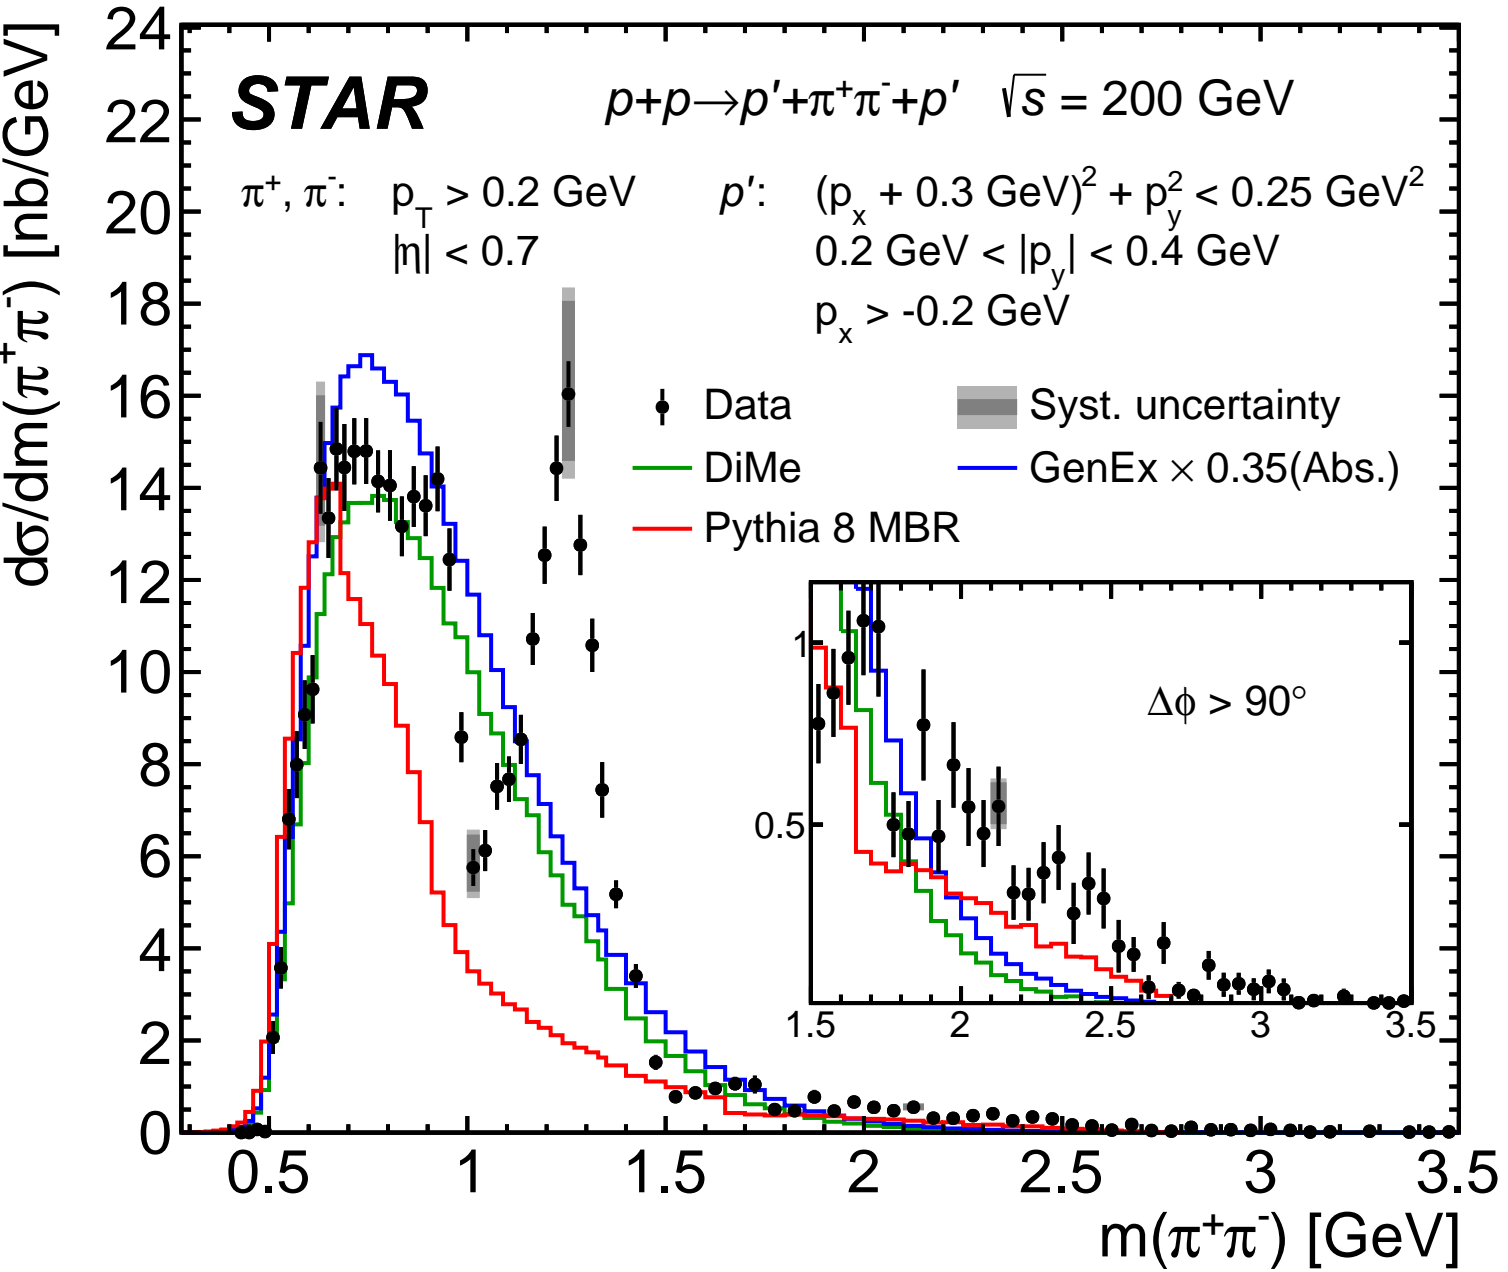 dσ/dm(π⁺π⁻) [nb/GeV]
24
22
20
18
16
14
12
10
8
6
4
2
0
STAR p+p→p′+π⁺π⁻+p′ √s = 200 GeV
π⁺, π⁻: p_T > 0.2 GeV p′: (p_x + 0.3 GeV)² + p_y² < 0.25 GeV²
|η| < 0.7 0.2 GeV < |p_y| < 0.4 GeV
p_x > -0.2 GeV
Data Syst. uncertainty
DiMe GenEx × 0.35(Abs.)
Pythia 8 MBR
1
0.5
Δϕ > 90°
1.5 2 2.5 3 3.5
0.5 1 1.5 2 2.5 3 3.5
m(π⁺π⁻) [GeV]